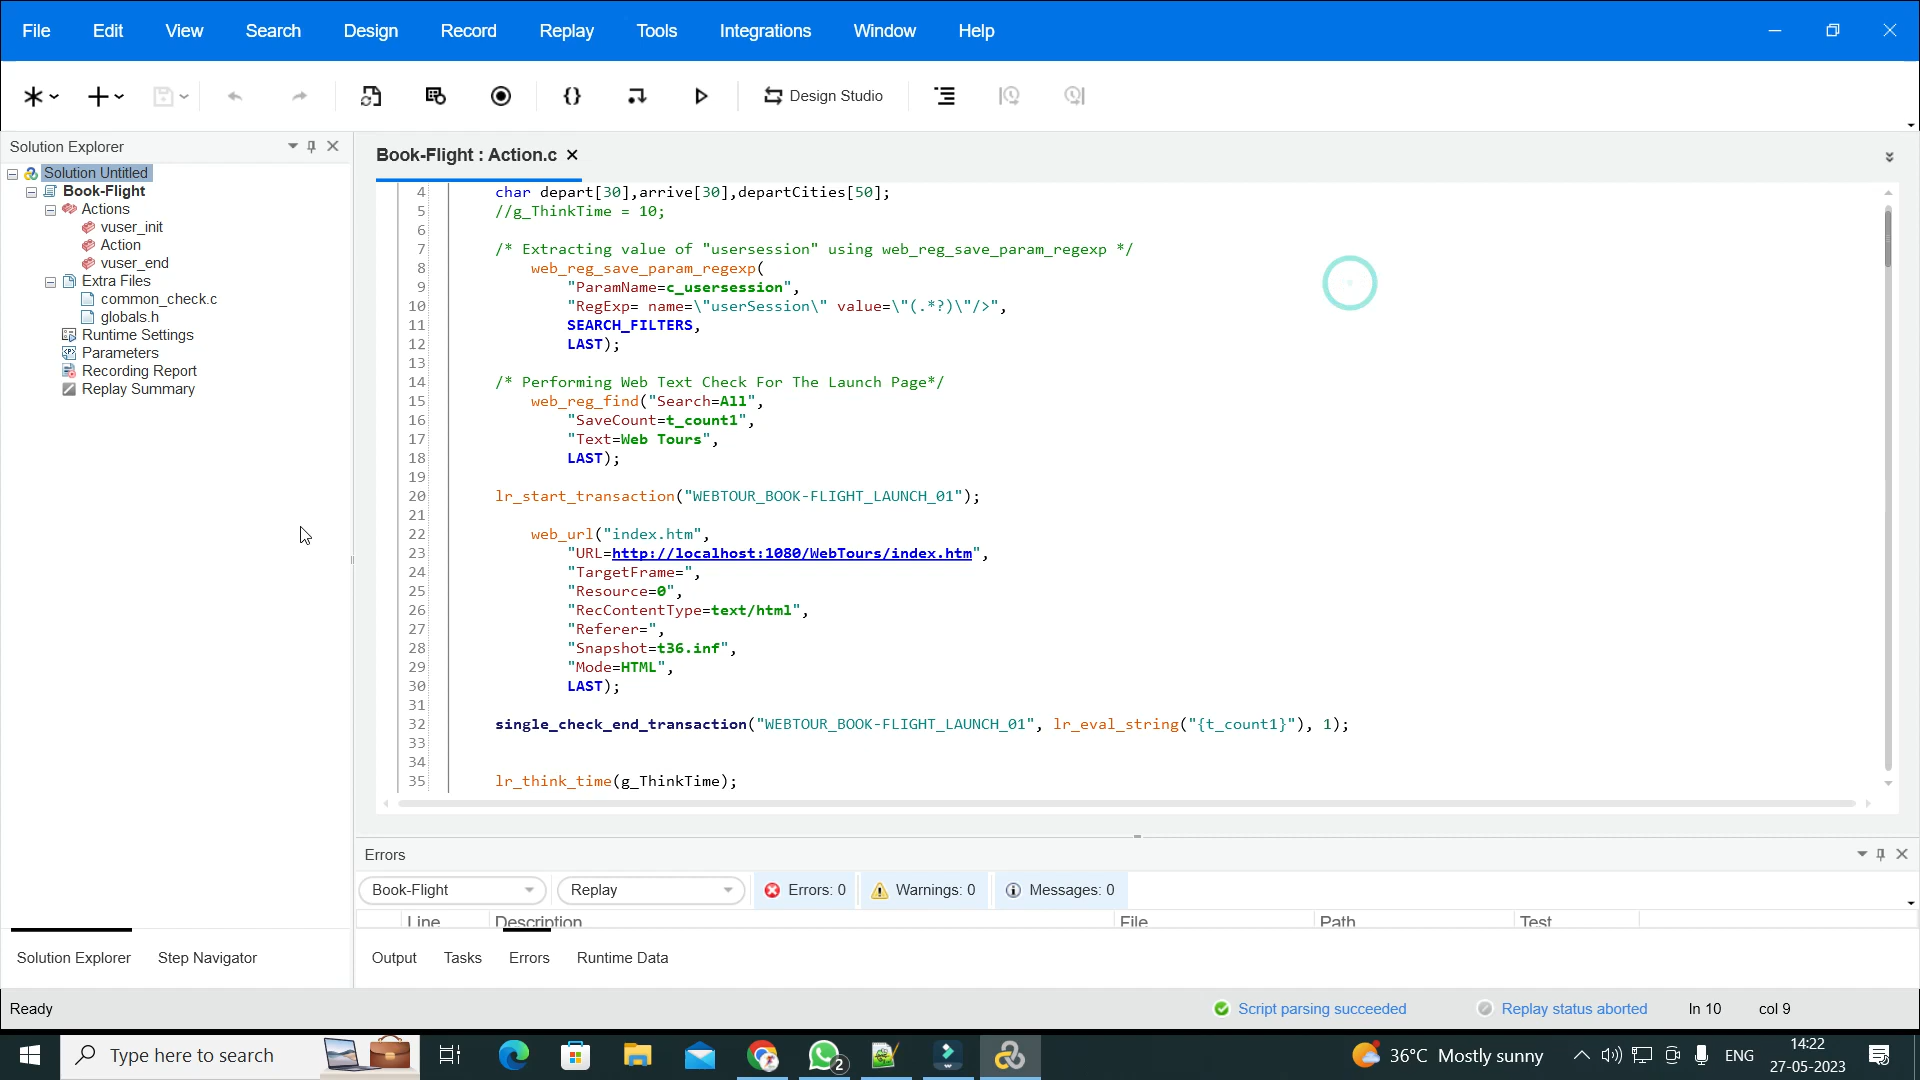 File Edit View Search Design Record Replay Tools Integrations Window Help
Design Studio
Solution Explorer
Solution Untitled
Book-Flight
Actions
vuser_init
Action
vuser_end
Extra Files
common_check.c
globals.h
Runtime Settings
Parameters
Recording Report
Replay Summary
Book-Flight : Action.c
4 char depart[30],arrive[30],departCities[50];
5 //g_ThinkTime = 10;
6
7 /* Extracting value of "usersession" using web_reg_save_param_regexp */
8 web_reg_save_param_regexp(
9 "ParamName=c_usersession",
10 "RegExp= name=\"userSession\" value=\"(.*?)\"/>",
11 SEARCH_FILTERS,
12 LAST);
13
14 /* Performing Web Text Check For The Launch Page*/
15 web_reg_find("Search=All",
16 "SaveCount=t_count1",
17 "Text=Web Tours",
18 LAST);
19
20 lr_start_transaction("WEBTOUR_BOOK-FLIGHT_LAUNCH_01");
21
22 web_url("index.htm",
23 "URL=http://localhost:1080/WebTours/index.htm",
24 "TargetFrame=",
25 "Resource=0",
26 "RecContentType=text/html",
27 "Referer=",
28 "Snapshot=t36.inf",
29 "Mode=HTML",
30 LAST);
31
32 single_check_end_transaction("WEBTOUR_BOOK-FLIGHT_LAUNCH_01", lr_eval_string("{t_count1}"), 1);
33
34
35 lr_think_time(g_ThinkTime);
Errors
Book-Flight Replay Errors: 0 Warnings: 0 Messages: 0
Line Description File Path Test
Solution Explorer Step Navigator
Output Tasks Errors Runtime Data
Ready Script parsing succeeded Replay status aborted ln 10 col 9
Type here to search 2 36°C Mostly sunny ENG 14:22
27-05-2023